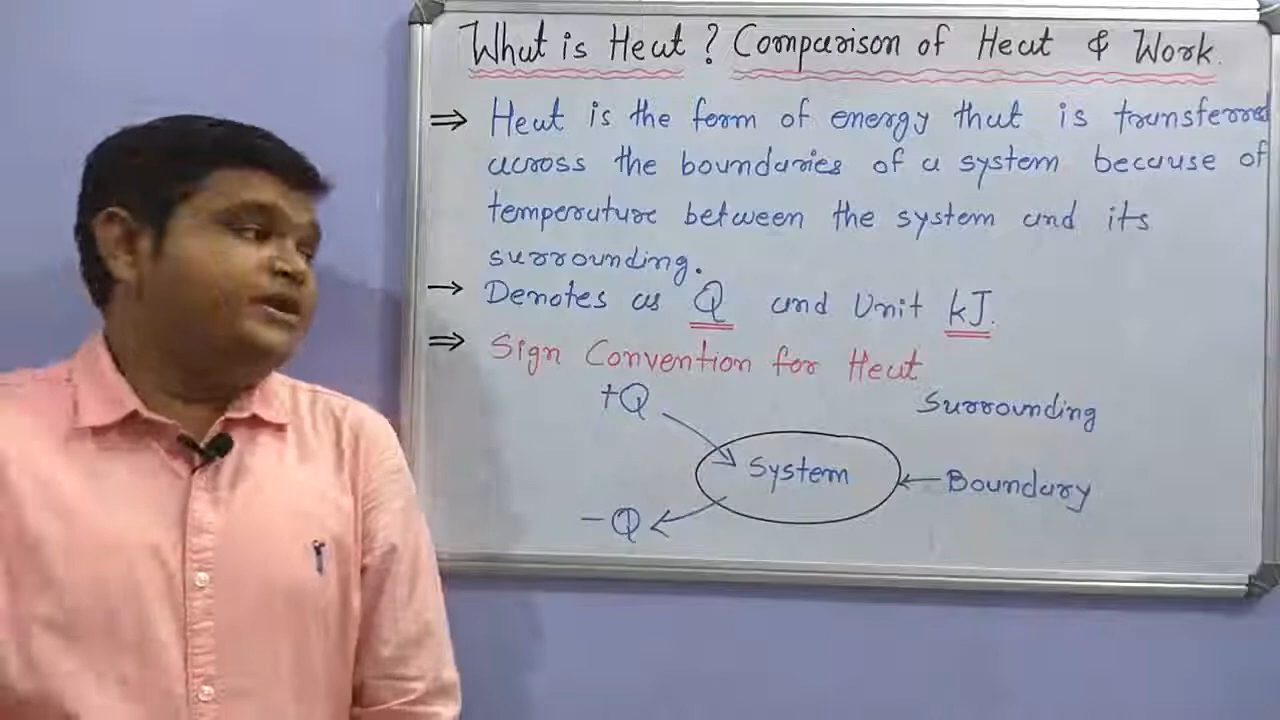 What is Heat? Comparison of Heat & Work.
⇒ Heat is the form of energy that is transferred
across the boundaries of a system because of
temperature between the system and its
surrounding.
→ Denotes as Q and Unit kJ.
⇒ Sign Convention for Heat
+Q
Surrounding
System
Boundary
-Q